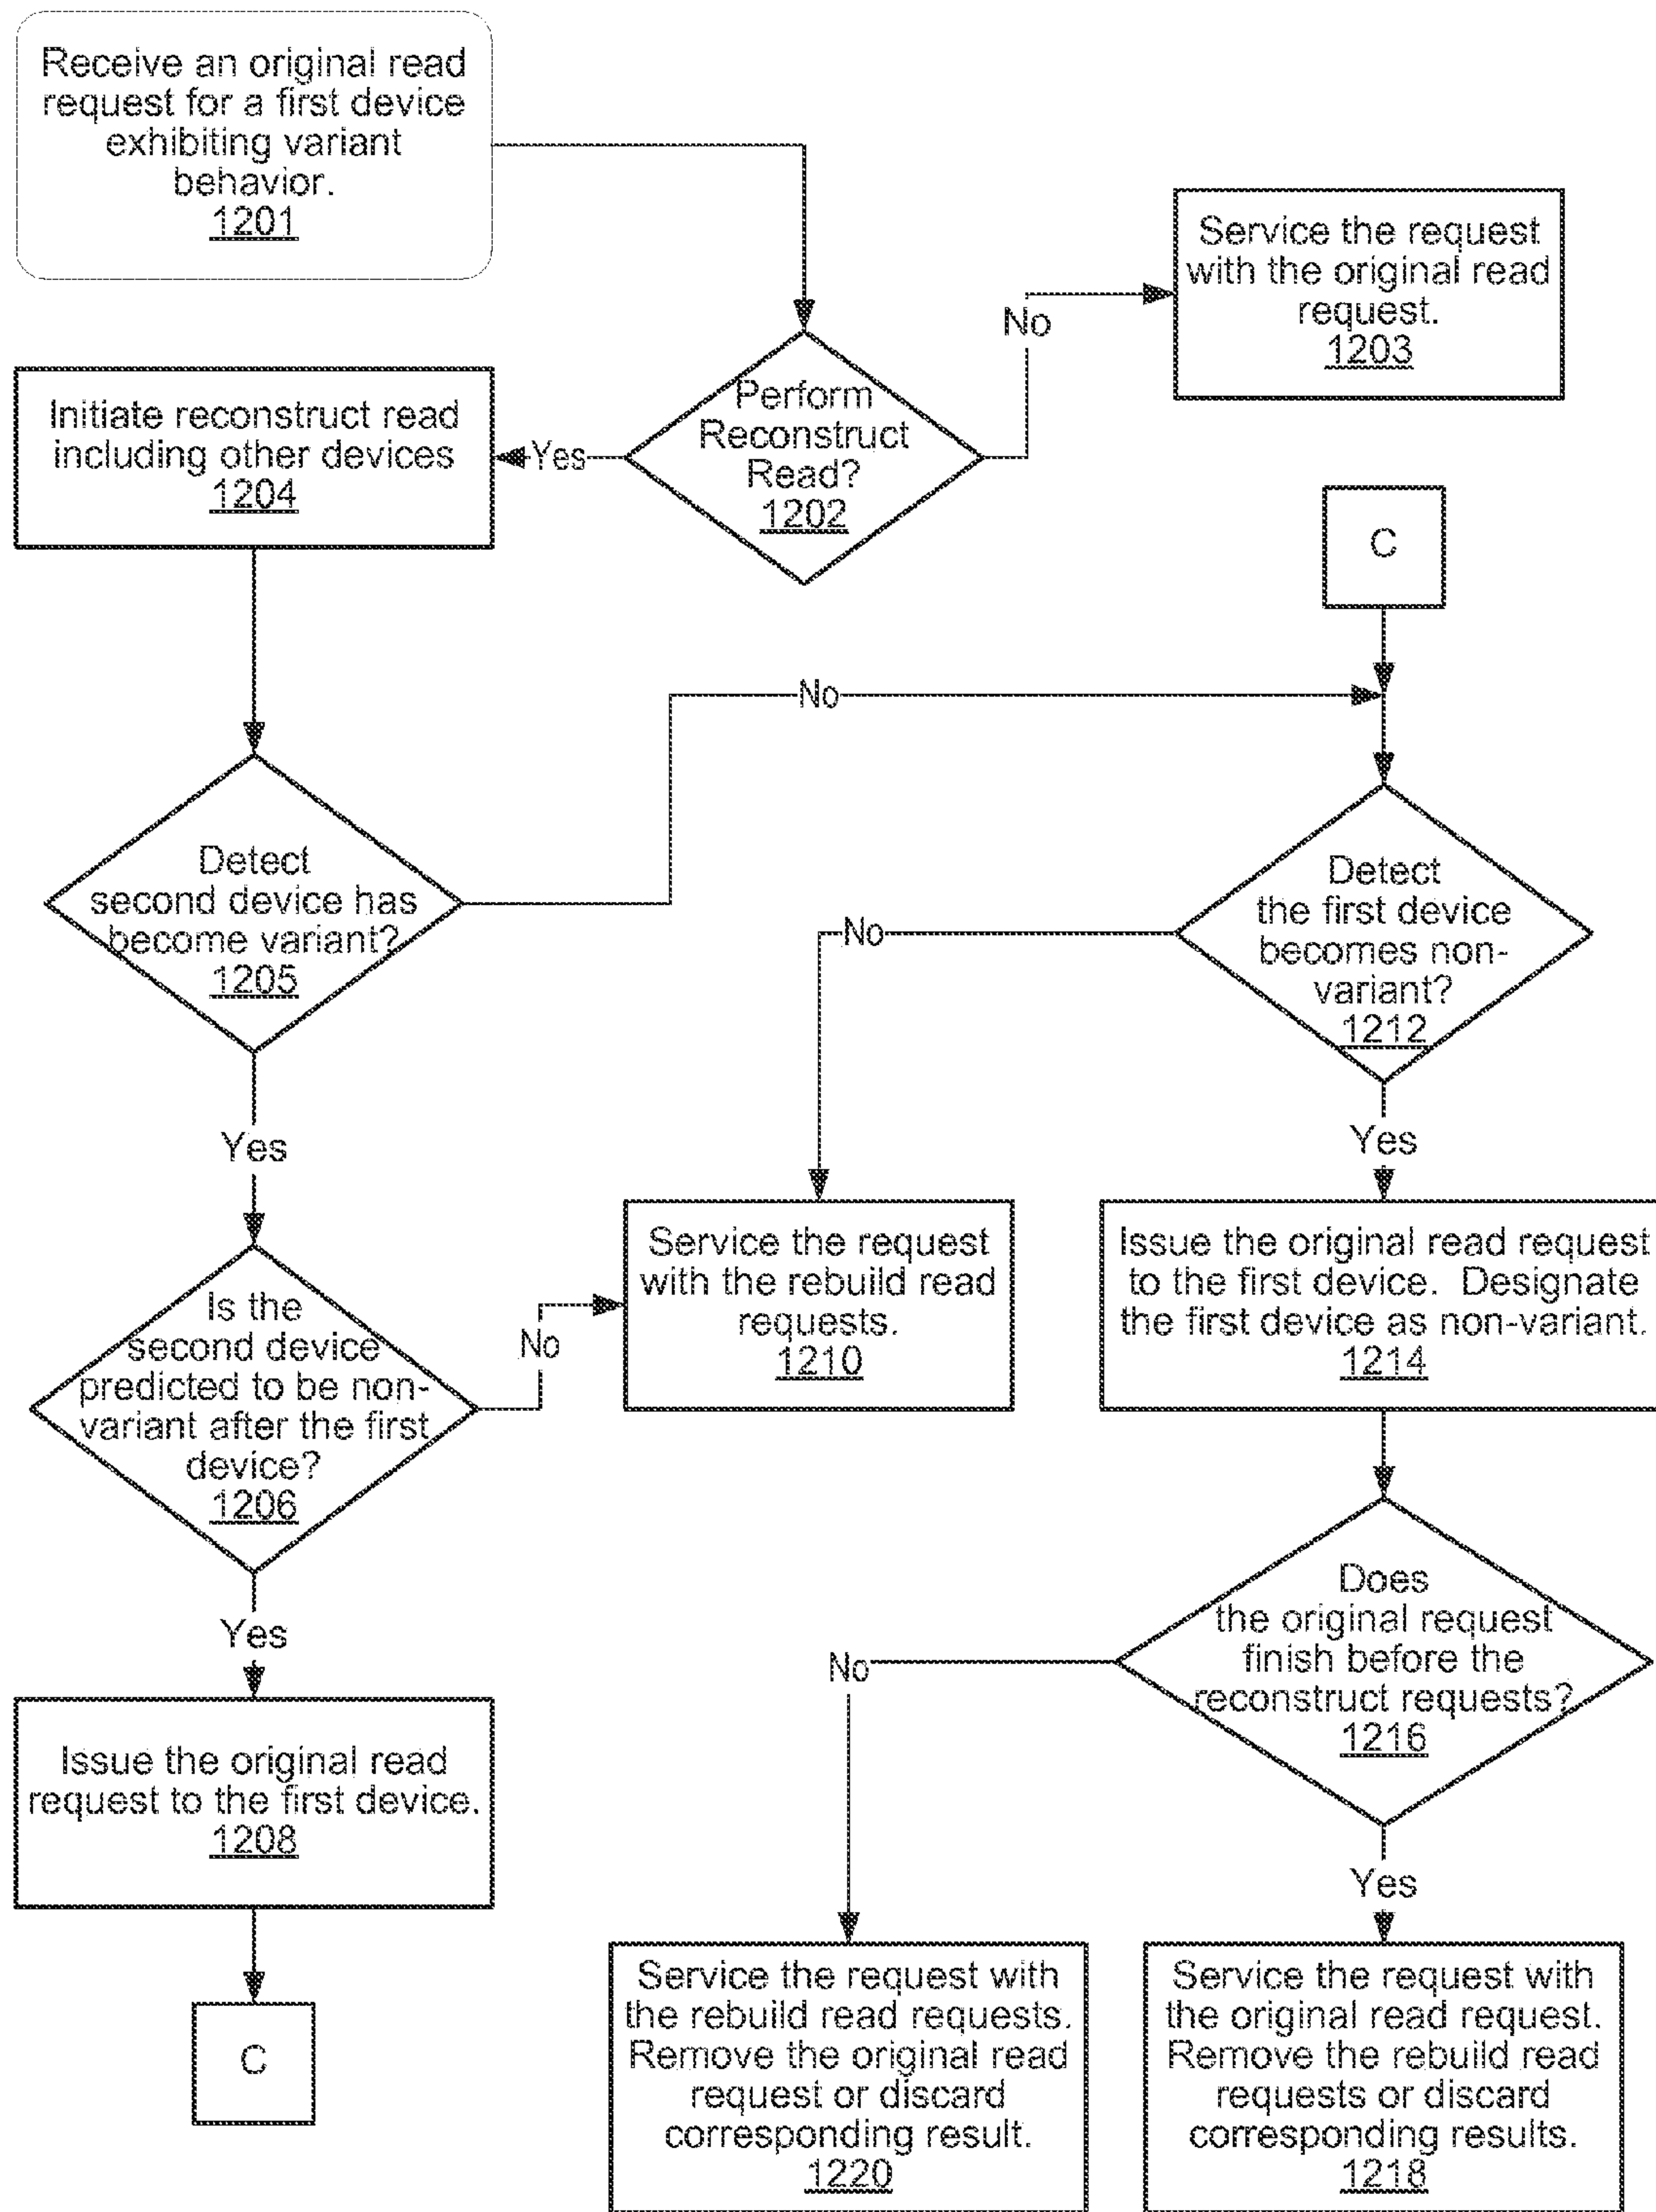 Receive an original read
request for a first device
exhibiting variant
behavior.
1201
Service the request
with the original read
request.
1203
No
Perform
Reconstruct
Read?
1202
Yes
Initiate reconstruct read
including other devices
1204
C
No
Detect
second device has
become variant?
1205
Detect
the first device
becomes non-
variant?
1212
No
Yes
Yes
Service the request
with the rebuild read
requests.
1210
Issue the original read request
to the first device. Designate
the first device as non-variant.
1214
Is the
second device
predicted to be non-
variant after the first
device?
1206
No
Yes
Does
the original request
finish before the
reconstruct requests?
1216
No
Yes
Issue the original read
request to the first device.
1208
C
Service the request with
the rebuild read requests.
Remove the original read
request or discard
corresponding result.
1220
Service the request with
the original read request.
Remove the rebuild read
requests or discard
corresponding results.
1218